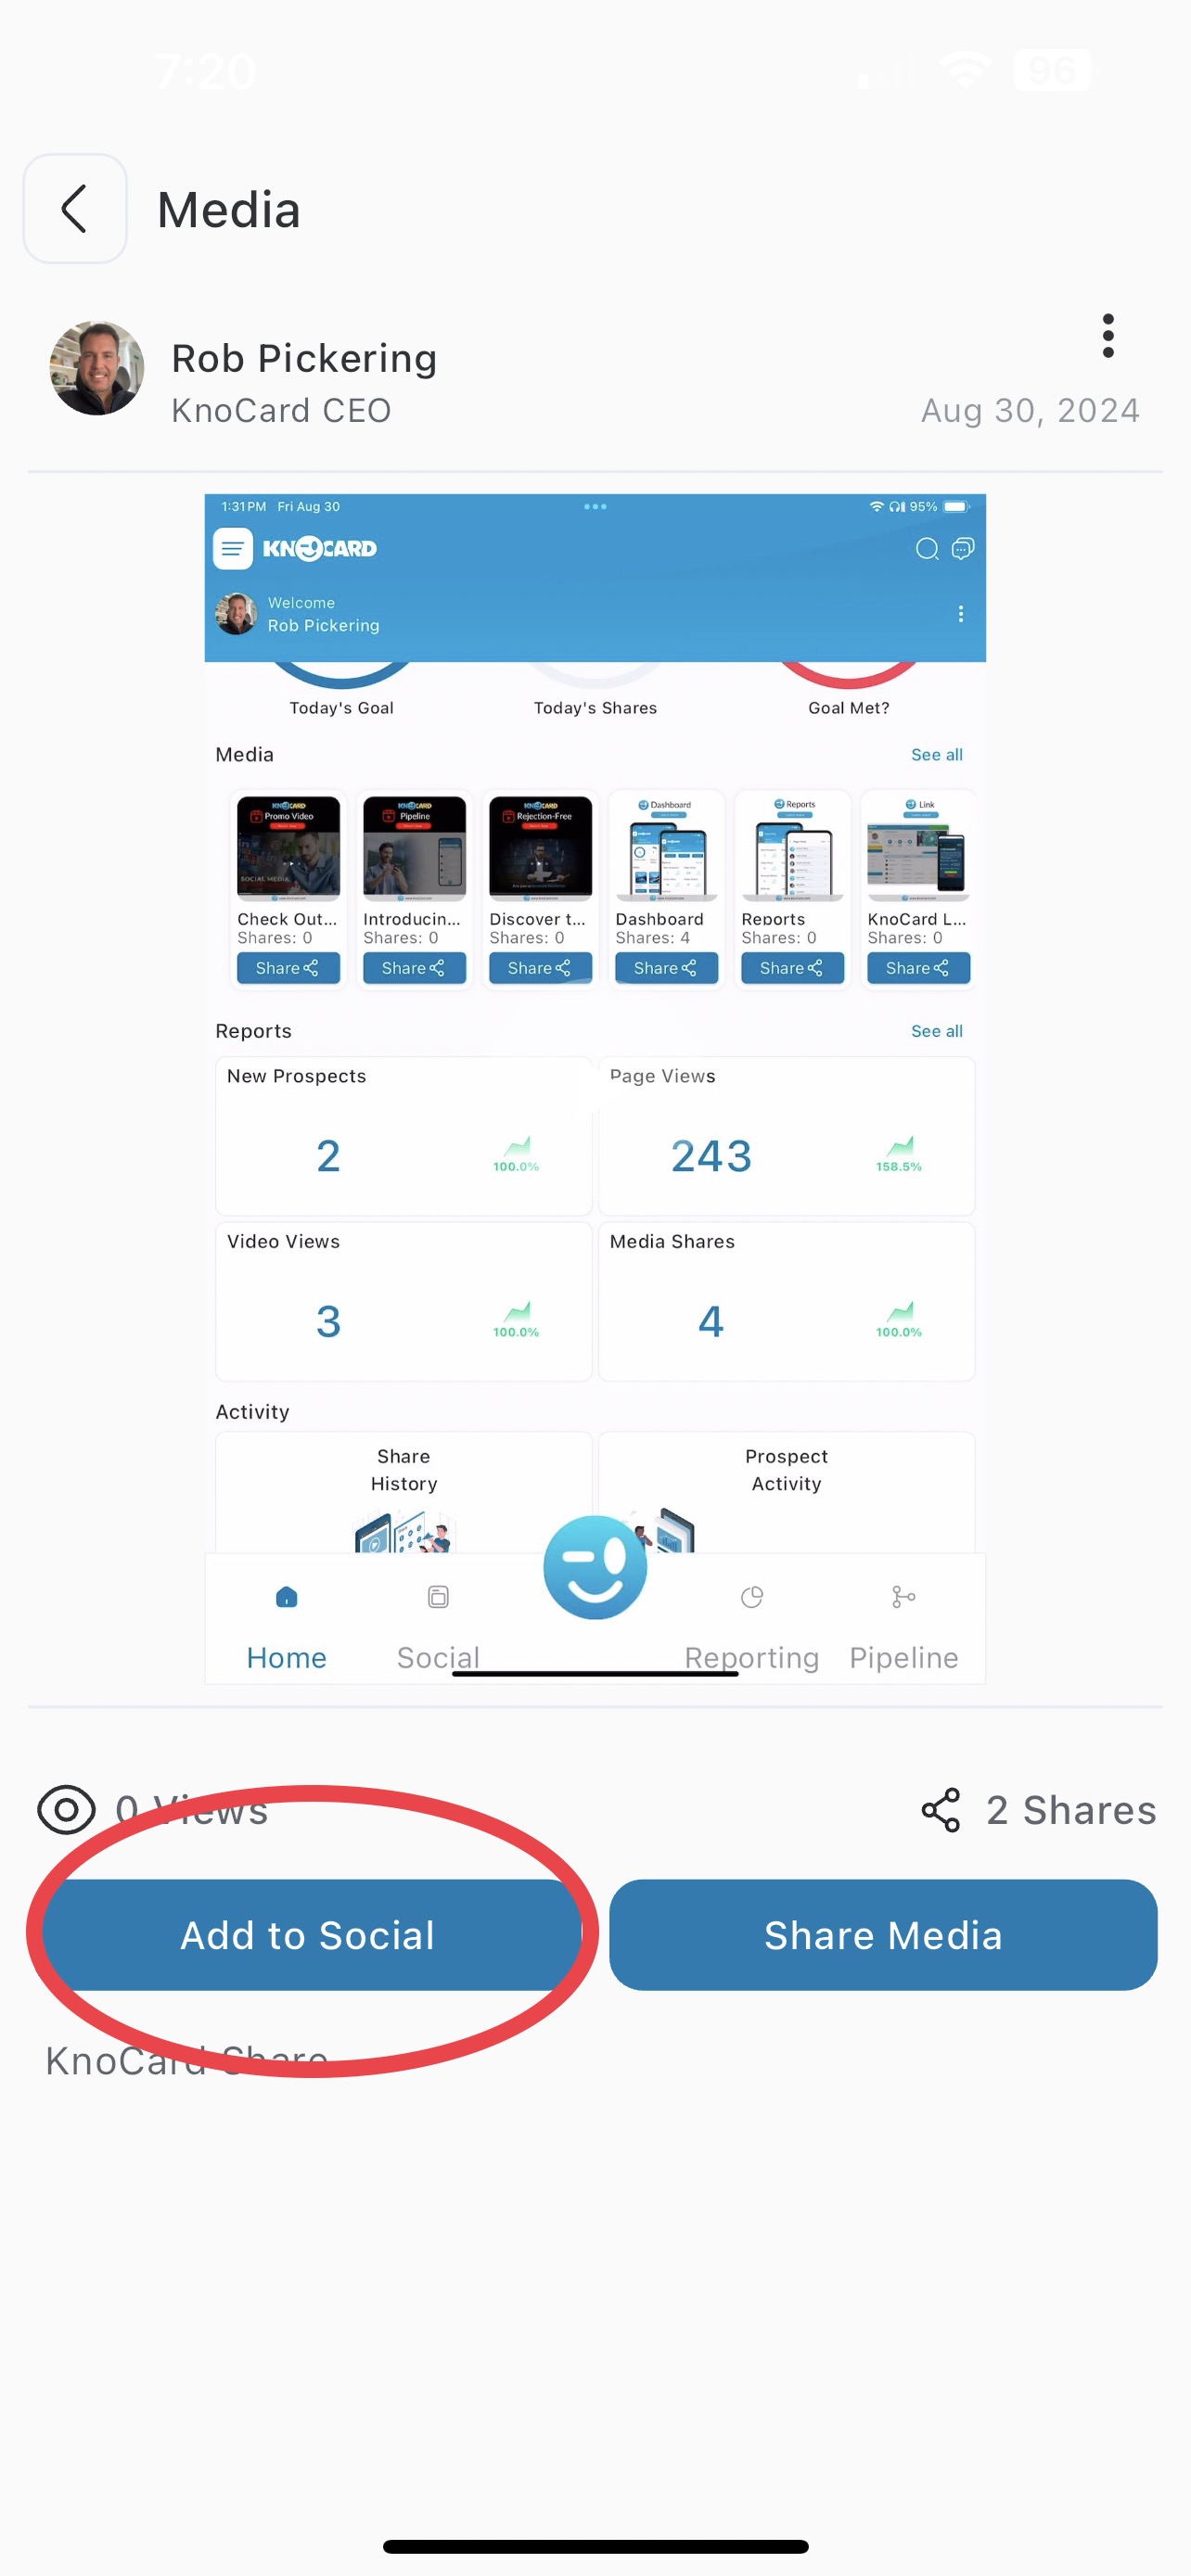 7:20
96
Media
Rob Pickering
KnoCard CEO
Aug 30, 2024
1:31 PM Fri Aug 30
95%
KNOCARD
Welcome
Rob Pickering
Today's Goal
Today's Shares
Goal Met?
Media
See all
KNOCARD KNOCARD KNOCARD
Promo Video Pipeline Rejection-Free Dashboard Reports Link
SOCIAL MEDIA
Check Out... Introducin... Discover t... Dashboard Reports KnoCard L...
Shares: 0 Shares: 0 Shares: 0 Shares: 4 Shares: 0 Shares: 0
Share Share Share Share Share Share
Reports
See all
New Prospects
2
100.0%
Page Views
243
158.5%
Video Views
3
100.0%
Media Shares
4
100.0%
Activity
Share
History
Prospect
Activity
Home Social Reporting Pipeline
0 Views
2 Shares
Add to Social
Share Media
KnoCard Share